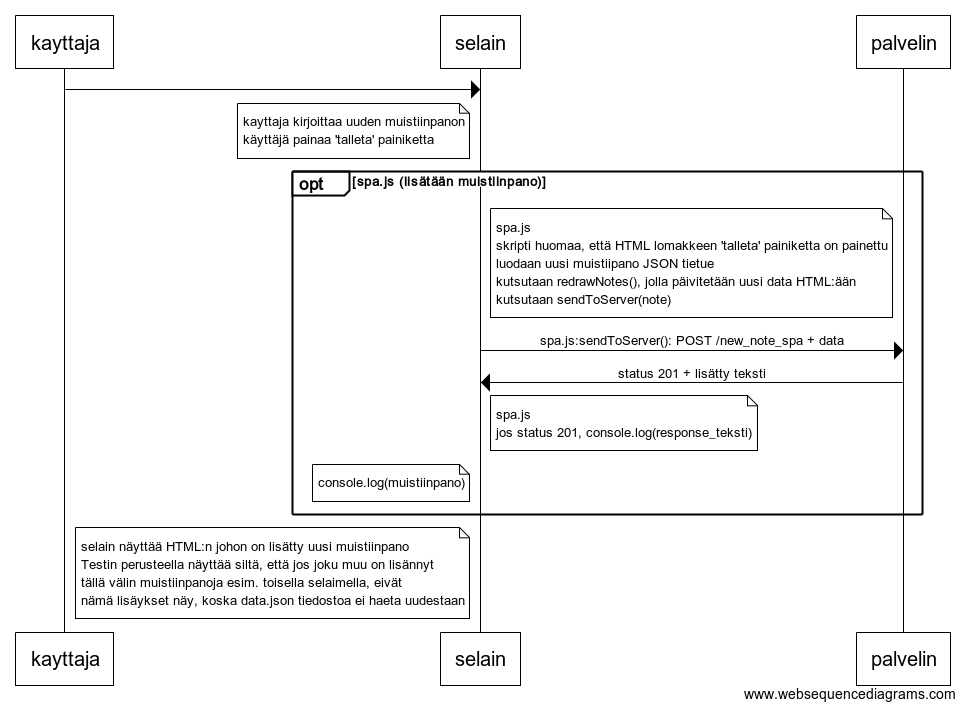 kayttaja selain palvelin
kayttaja kirjoittaa uuden muistiinpanon
käyttäjä painaa 'talleta' painiketta
opt [spa.js (lisätään muistiinpano)]
spa.js
skripti huomaa, että HTML lomakkeen 'talleta' painiketta on painettu
luodaan uusi muistiipano JSON tietue
kutsutaan redrawNotes(), jolla päivitetään uusi data HTML:ään
kutsutaan sendToServer(note)
spa.js:sendToServer(): POST /new_note_spa + data
status 201 + lisätty teksti
spa.js
jos status 201, console.log(response_teksti)
console.log(muistiinpano)
selain näyttää HTML:n johon on lisätty uusi muistiinpano
Testin perusteella näyttää siltä, että jos joku muu on lisännyt
tällä välin muistiinpanoja esim. toisella selaimella, eivät
nämä lisäykset näy, koska data.json tiedostoa ei haeta uudestaan
kayttaja selain palvelin
www.websequencediagrams.com